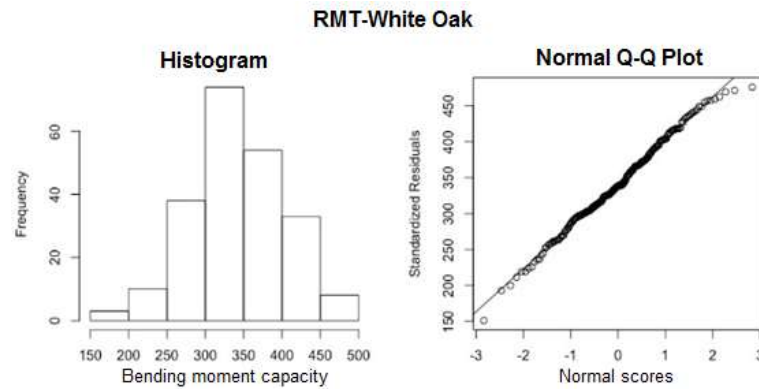 RMT-White Oak
Histogram
Frequency
0 20 40 60
150 200 250 300 350 400 450 500
Bending moment capacity
Normal Q-Q Plot
Standardized Residuals
150 200 250 300 350 400 450
-3 -2 -1 0 1 2 3
Normal scores